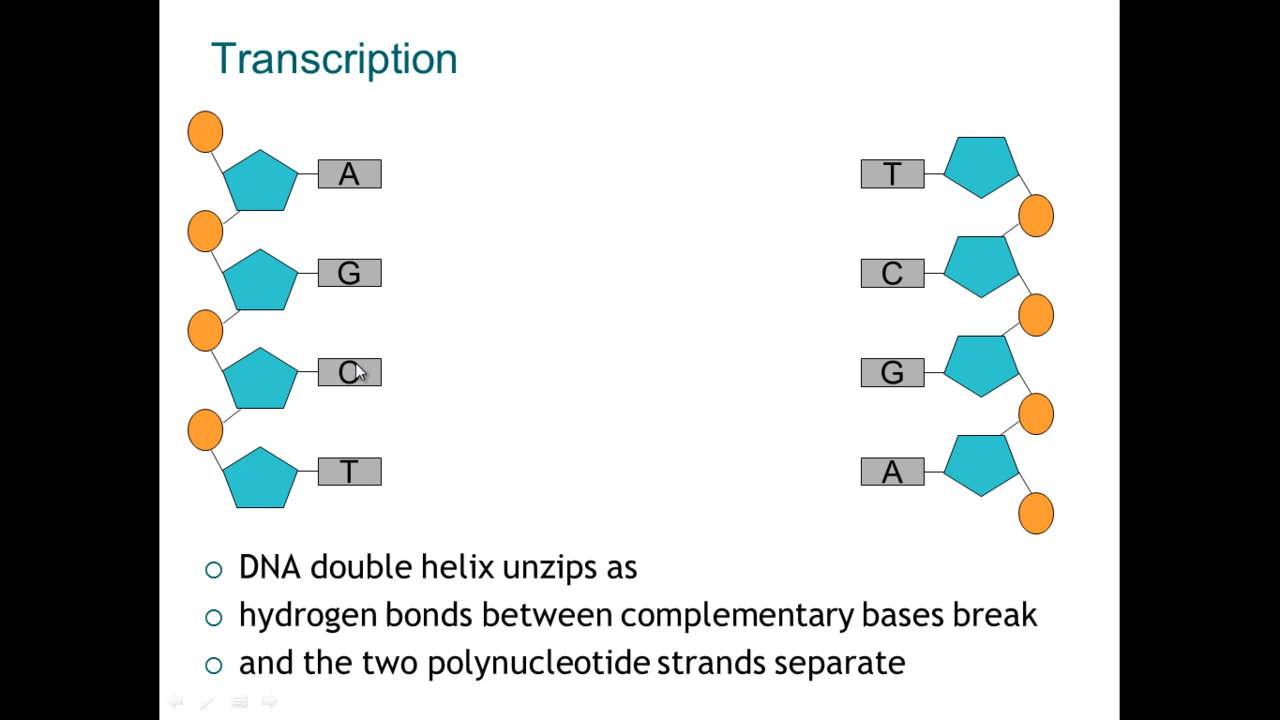 Transcription
A T
G C
C G
T A
DNA double helix unzips as
hydrogen bonds between complementary bases break
and the two polynucleotide strands separate